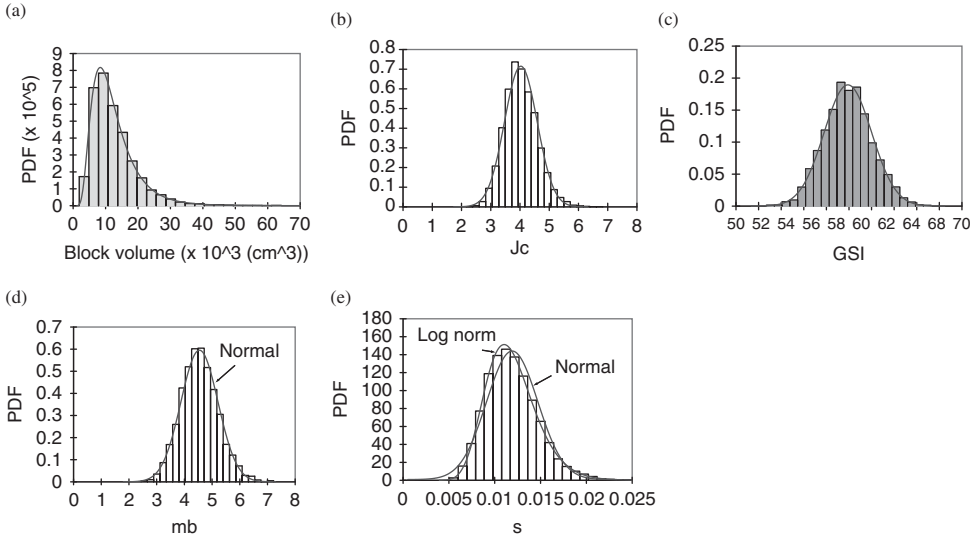 (a)
PDF (x 10^5)
9
8
7
6
5
4
3
2
1
0
0 10 20 30 40 50 60 70
Block volume (x 10^3 (cm^3))
(b)
PDF
0.8
0.7
0.6
0.5
0.4
0.3
0.2
0.1
0.0
0 1 2 3 4 5 6 7 8
Jc
(c)
PDF
0.25
0.2
0.15
0.1
0.05
0
50 52 54 56 58 60 62 64 68 70
GSI
(d)
PDF
0.7
0.6
0.5
0.4
0.3
0.2
0.1
0.0
Normal
0 1 2 3 4 5 6 7 8
mb
(e)
PDF
180
160
140
120
100
80
60
40
20
0
Log norm
Normal
0 0.005 0.01 0.015 0.02 0.025
s